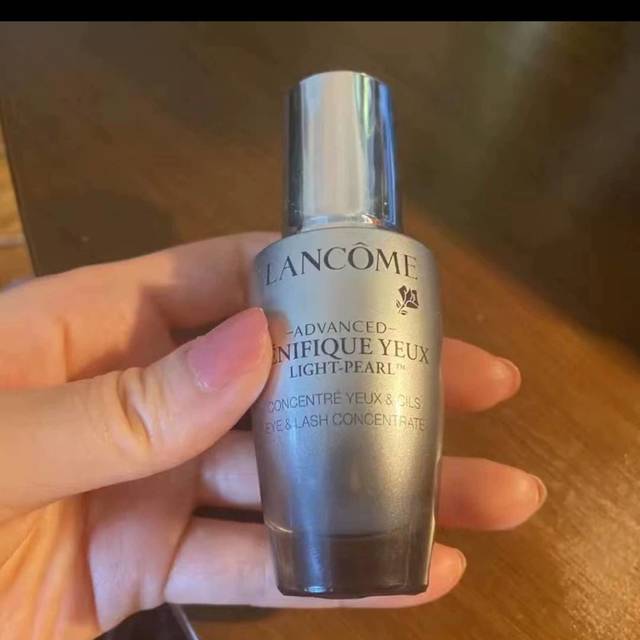 LANCÔME
-ADVANCED-
ÉNIFIQUE YEUX
LIGHT-PEARL™
CONCENTRÉ YEUX & CILS
EYE & LASH CONCENTRATE